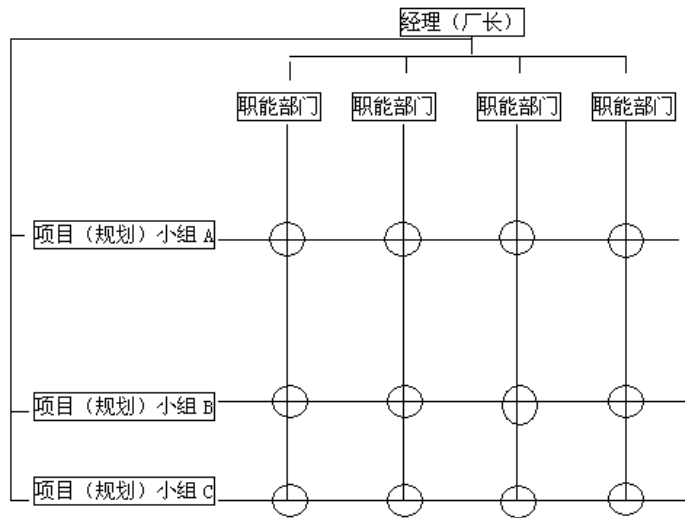 经理（厂长）
职能部门 职能部门 职能部门 职能部门
项目（规划）小组 A
项目（规划）小组 B
项目（规划）小组 C